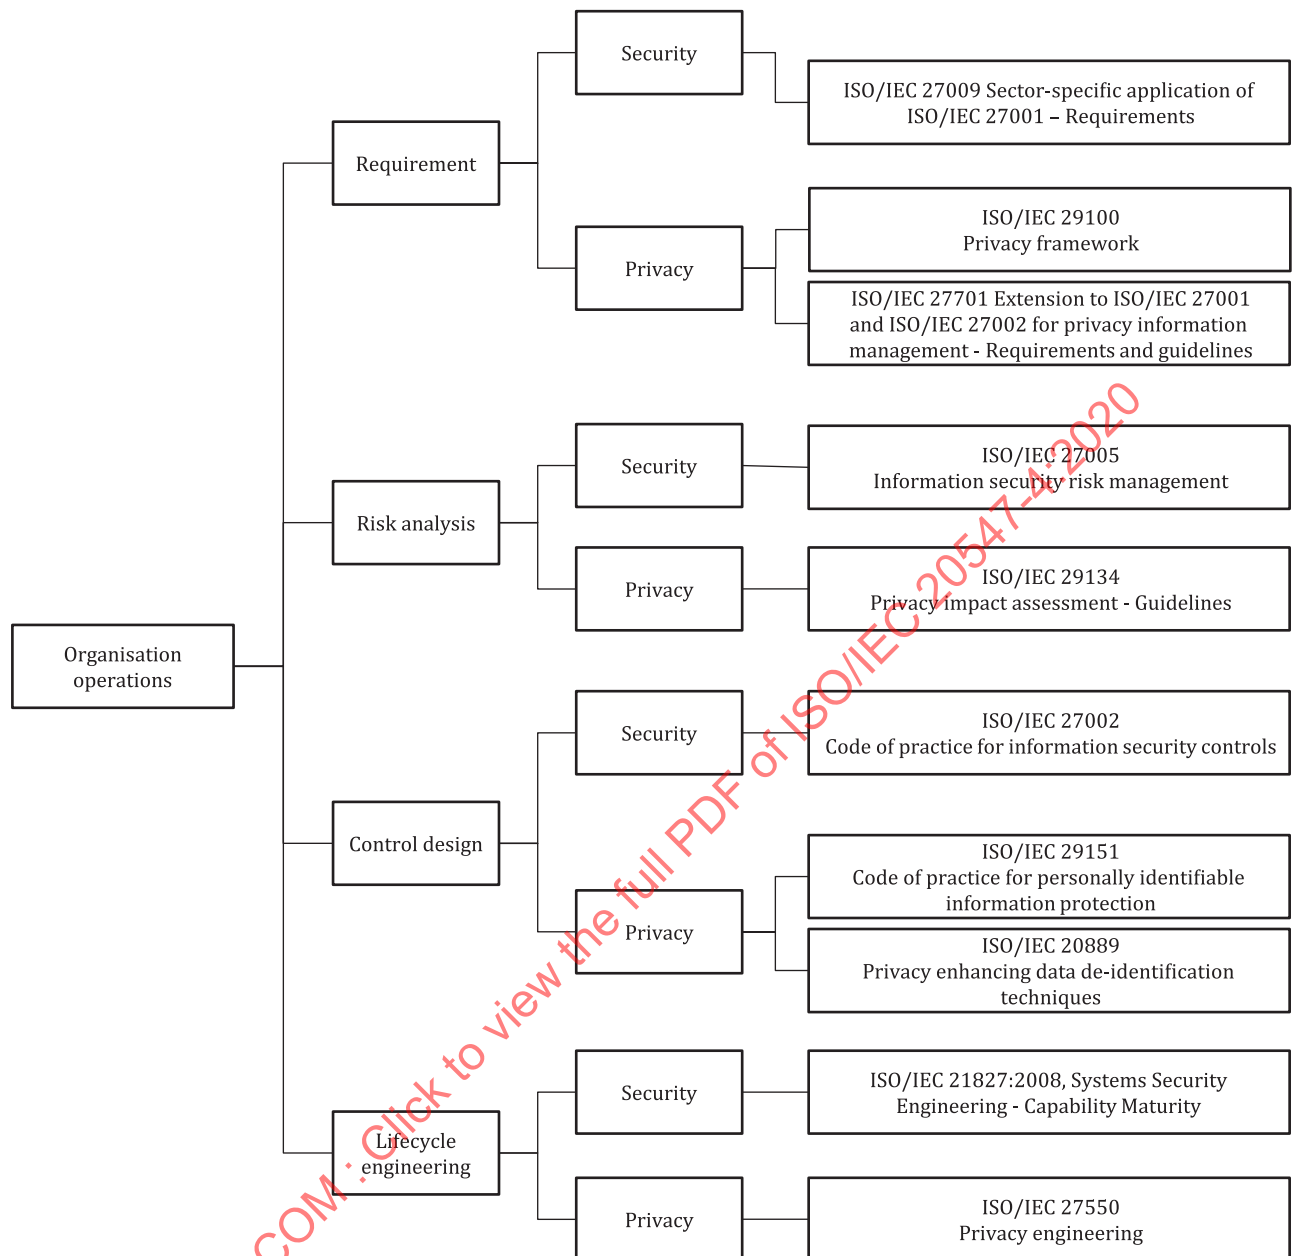 Organisation
operations
Requirement
Security
ISO/IEC 27009 Sector-specific application of
ISO/IEC 27001 – Requirements
Privacy
ISO/IEC 29100
Privacy framework
ISO/IEC 27701 Extension to ISO/IEC 27001
and ISO/IEC 27002 for privacy information
management - Requirements and guidelines
Risk analysis
Security
ISO/IEC 27005
Information security risk management
Privacy
ISO/IEC 29134
Privacy impact assessment - Guidelines
Control design
Security
ISO/IEC 27002
Code of practice for information security controls
Privacy
ISO/IEC 29151
Code of practice for personally identifiable
information protection
ISO/IEC 20889
Privacy enhancing data de-identification
techniques
Lifecycle
engineering
Security
ISO/IEC 21827:2008, Systems Security
Engineering - Capability Maturity
Privacy
ISO/IEC 27550
Privacy engineering
COM : Click to view the full PDF of ISO/IEC 20547-4:2020